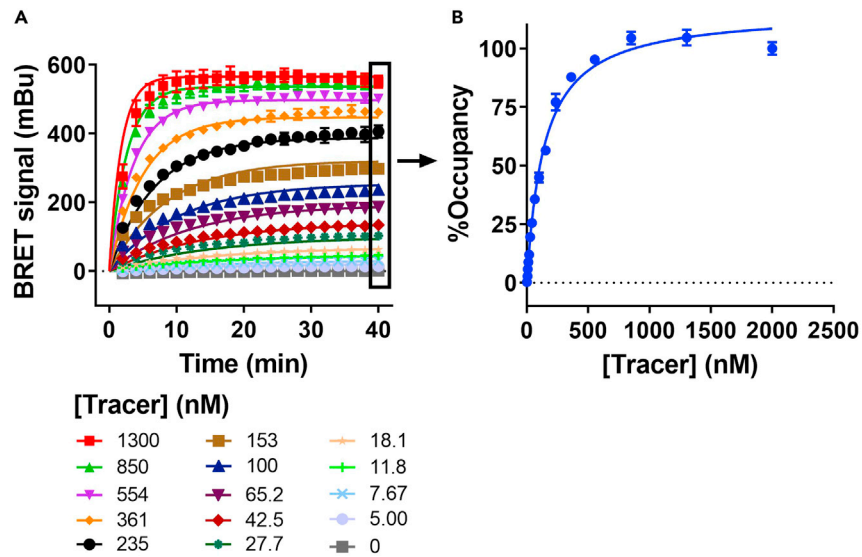 A
BRET signal (mBu)
600
400
200
0
0 10 20 30 40
Time (min)
B
%Occupancy
100
75
50
25
0
0 500 1000 1500 2000 2500
[Tracer] (nM)
[Tracer] (nM)
1300 153 18.1
850 100 11.8
554 65.2 7.67
361 42.5 5.00
235 27.7 0